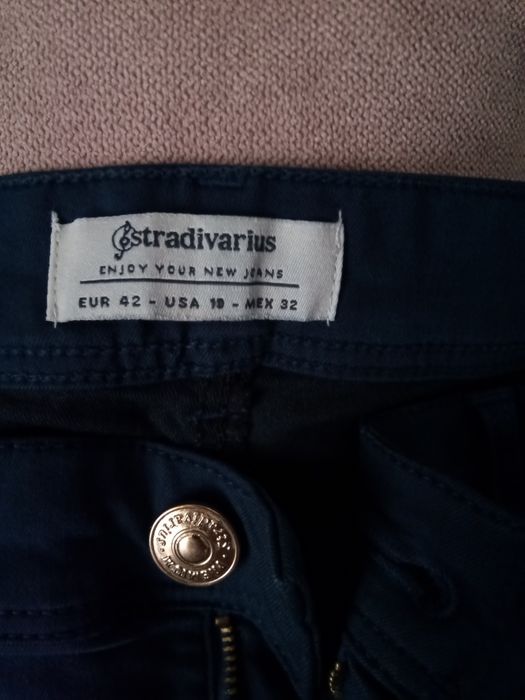 stradivarius
ENJOY YOUR NEW JEANS
EUR 42 - USA 10 - MEX 32